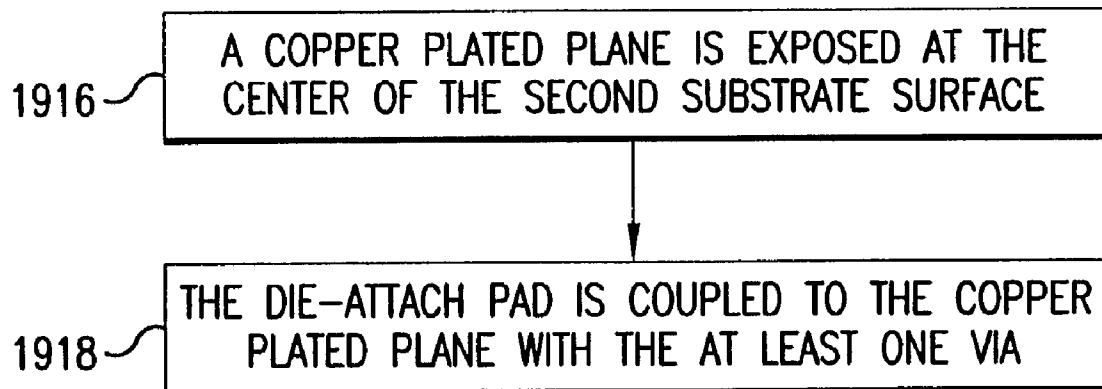 1916
A COPPER PLATED PLANE IS EXPOSED AT THE
CENTER OF THE SECOND SUBSTRATE SURFACE
1918
THE DIE-ATTACH PAD IS COUPLED TO THE COPPER
PLATED PLANE WITH THE AT LEAST ONE VIA